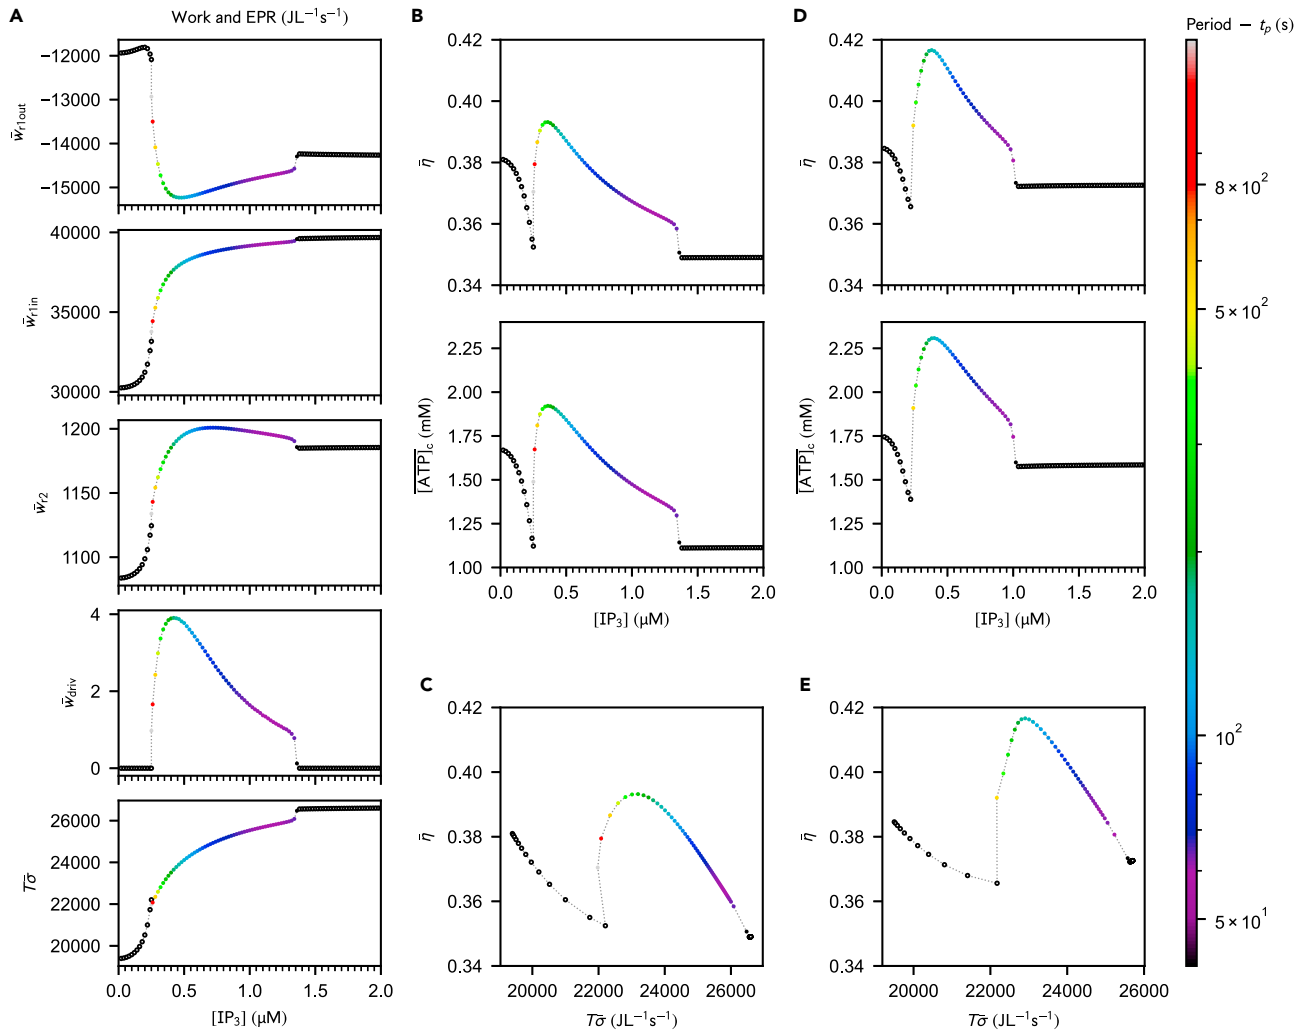 A
Work and EPR (JL⁻¹s⁻¹)
−12000
−13000
−14000
−15000
w̄r1out
40000
35000
30000
w̄r1in
1200
1150
1100
w̄r2
4
2
0
w̄driv
26000
24000
22000
20000
Tσ̄
0.0 0.5 1.0 1.5 2.0
[IP₃] (μM)
B
0.42
0.40
0.38
0.36
0.34
η̄
2.25
2.00
1.75
1.50
1.25
1.00
[ATP]c (mM)
0.0 0.5 1.0 1.5 2.0
[IP₃] (μM)
C
0.42
0.40
0.38
0.36
0.34
η̄
20000 22000 24000 26000
Tσ̄ (JL⁻¹s⁻¹)
D
0.42
0.40
0.38
0.36
0.34
η̄
2.25
2.00
1.75
1.50
1.25
1.00
[ATP]c (mM)
0.0 0.5 1.0 1.5 2.0
[IP₃] (μM)
E
0.42
0.40
0.38
0.36
0.34
η̄
20000 22000 24000 26000
Tσ̄ (JL⁻¹s⁻¹)
Period − tp (s)
8 × 10²
5 × 10²
10²
5 × 10¹